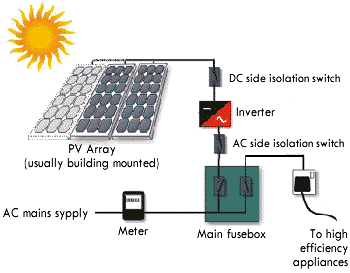 DC side isolation switch
Inverter
PV Array
(usually building mounted)
AC side isolation switch
AC mains sypply
Meter
Main fusebox
To high
efficiency
appliances